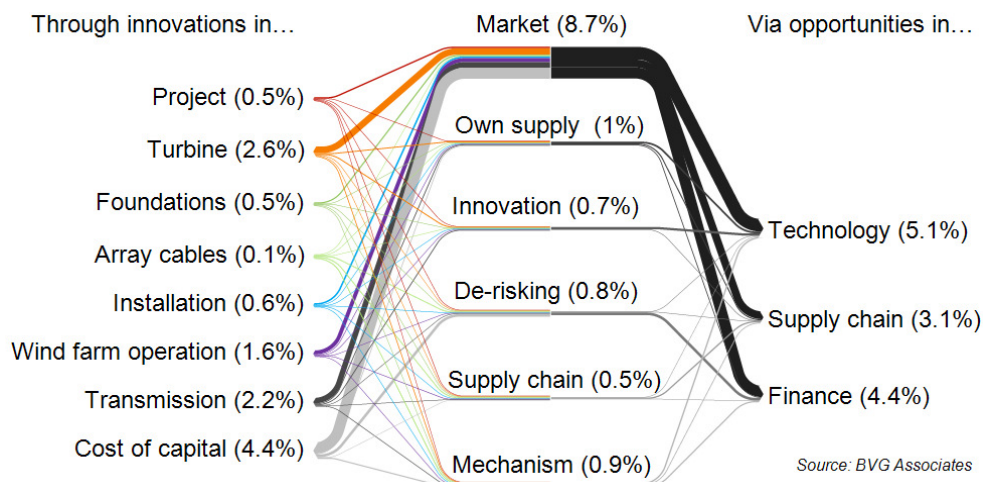 Through innovations in…
Market (8.7%)
Via opportunities in…
Project (0.5%)
Turbine (2.6%)
Foundations (0.5%)
Array cables (0.1%)
Installation (0.6%)
Wind farm operation (1.6%)
Transmission (2.2%)
Cost of capital (4.4%)
Own supply (1%)
Innovation (0.7%)
De-risking (0.8%)
Supply chain (0.5%)
Mechanism (0.9%)
Technology (5.1%)
Supply chain (3.1%)
Finance (4.4%)
Source: BVG Associates